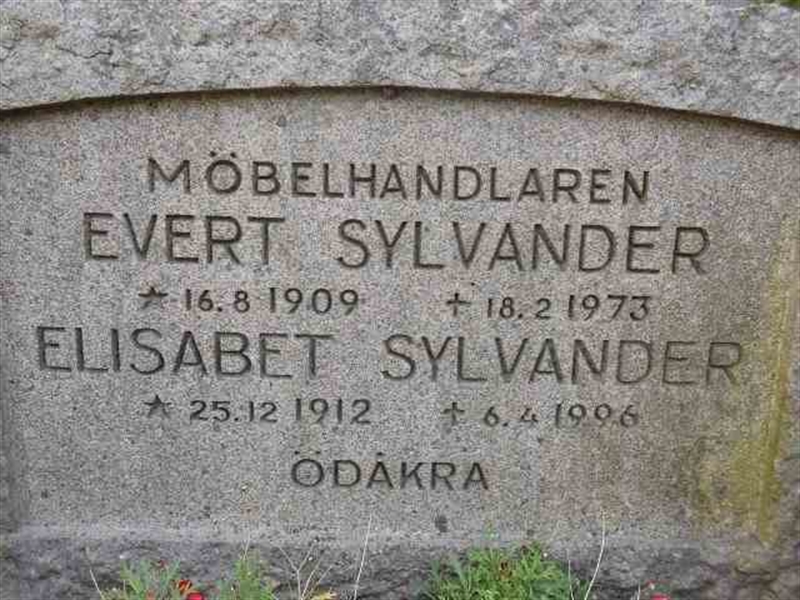 MÖBELHANDLAREN
EVERT SYLVANDER
★ 16.8 1909 ✝ 18.2 1973
ELISABET SYLVANDER
★ 25.12 1912 ✝ 6.4 1996
ÖDÅKRA